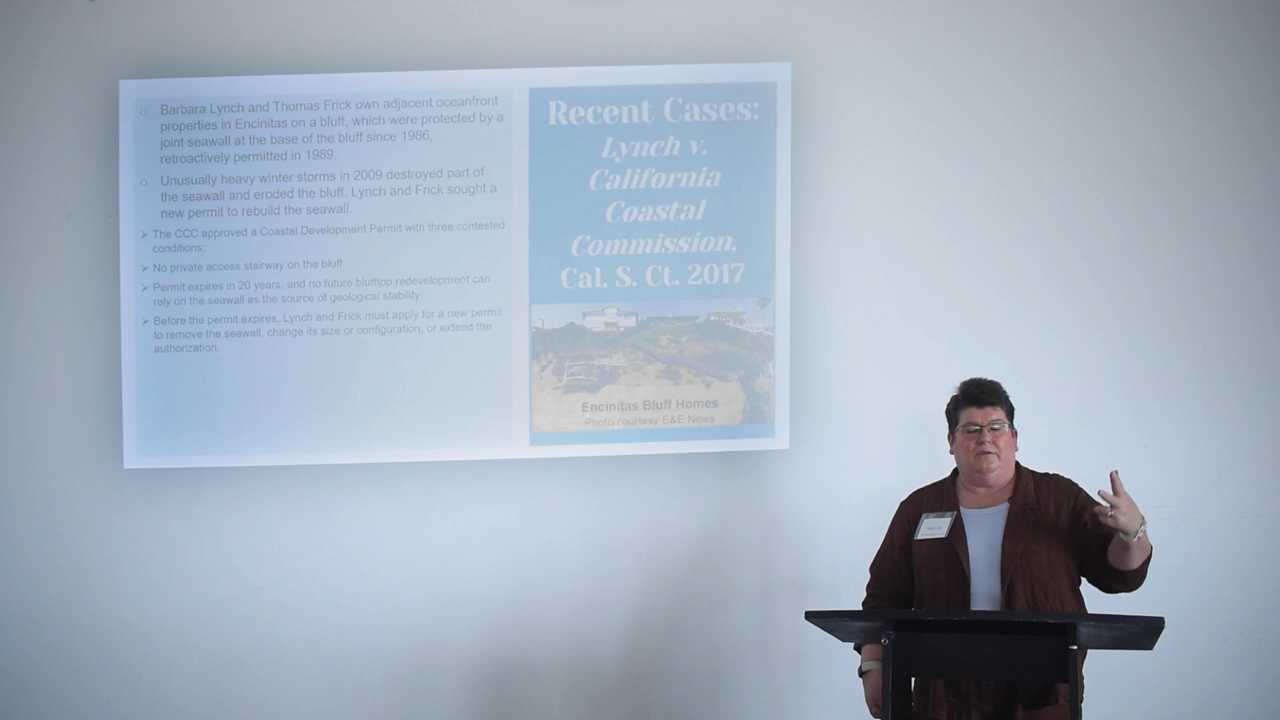 ○ Barbara Lynch and Thomas Frick own adjacent oceanfront
properties in Encinitas on a bluff, which were protected by a
joint seawall at the base of the bluff since 1986,
retroactively permitted in 1989.
○ Unusually heavy winter storms in 2009 destroyed part of
the seawall and eroded the bluff. Lynch and Frick sought a
new permit to rebuild the seawall.
➢ The CCC approved a Coastal Development Permit with three contested
conditions:
➢ No private access stairway on the bluff.
➢ Permit expires in 20 years, and no future blufftop redevelopment can
rely on the seawall as the source of geological stability.
➢ Before the permit expires, Lynch and Frick must apply for a new permit
to remove the seawall, change its size or configuration, or extend the
authorization.
Recent Cases:
Lynch v.
California
Coastal
Commission,
Cal. S. Ct. 2017
Encinitas Bluff Homes
Photo courtesy E&E News